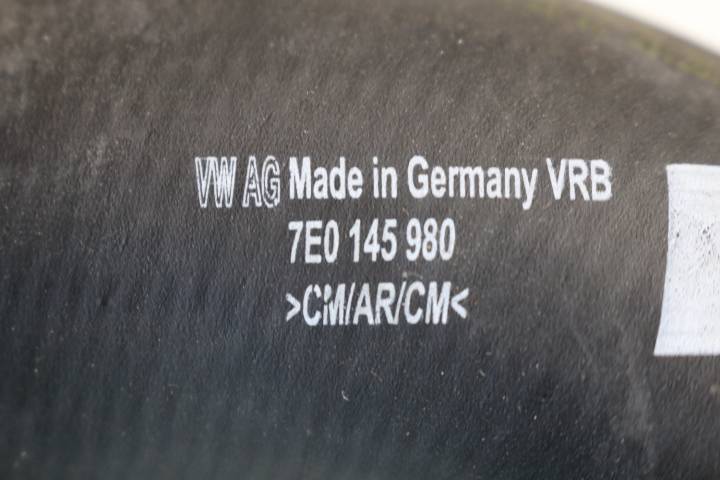 VW AG Made in Germany VRB
7E0 145 980
>CM/AR/CM<